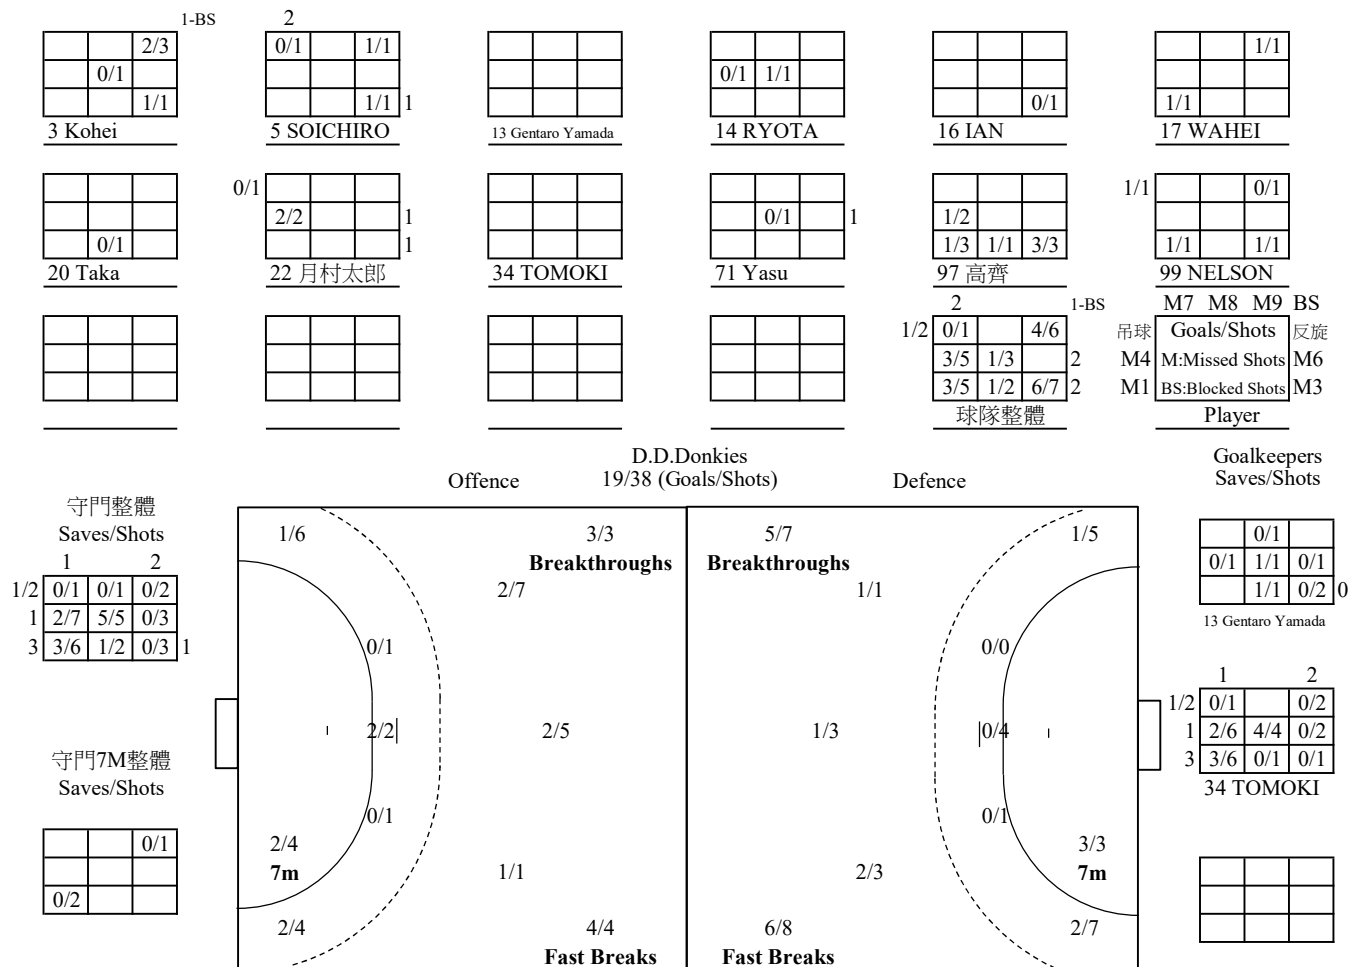 1-BS 2
2/3 0/1 1/1 1/1
0/1 0/1 1/1
1/1 1/1 1 0/1 1/1
3 Kohei 5 SOICHIRO 13 Gentaro Yamada 14 RYOTA 16 IAN 17 WAHEI
0/1 1/1 0/1
2/2 1 0/1 1 1/2
0/1 1 1/3 1/1 3/3 1/1 1/1
20 Taka 22 月村太郎 34 TOMOKI 71 Yasu 97 高齊 99 NELSON
2 1-BS M7 M8 M9 BS
1/2 0/1 4/6 吊球 Goals/Shots 反旋
3/5 1/3 2 M4 M:Missed Shots M6
3/5 1/2 6/7 2 M1 BS:Blocked Shots M3
球隊整體 Player
D.D.Donkies
Offence 19/38 (Goals/Shots) Defence
Goalkeepers
Saves/Shots
守門整體
Saves/Shots
1 2
1/2 0/1 0/1 0/2
1 2/7 5/5 0/3
3 3/6 1/2 0/3 1
守門7M整體
Saves/Shots
0/1
0/2
1/6 3/3
Breakthroughs
2/7
0/1
2/2 2/5
0/1
2/4
7m
1/1
2/4 4/4
Fast Breaks
5/7 1/5
Breakthroughs
1/1
0/0
1/3 0/4
0/1
3/3
7m
2/3
6/8 2/7
Fast Breaks
0/1
0/1 1/1 0/1
1/1 0/2 0
13 Gentaro Yamada
1 2
1/2 0/1 0/2
1 2/6 4/4 0/2
3 3/6 0/1 0/1
34 TOMOKI